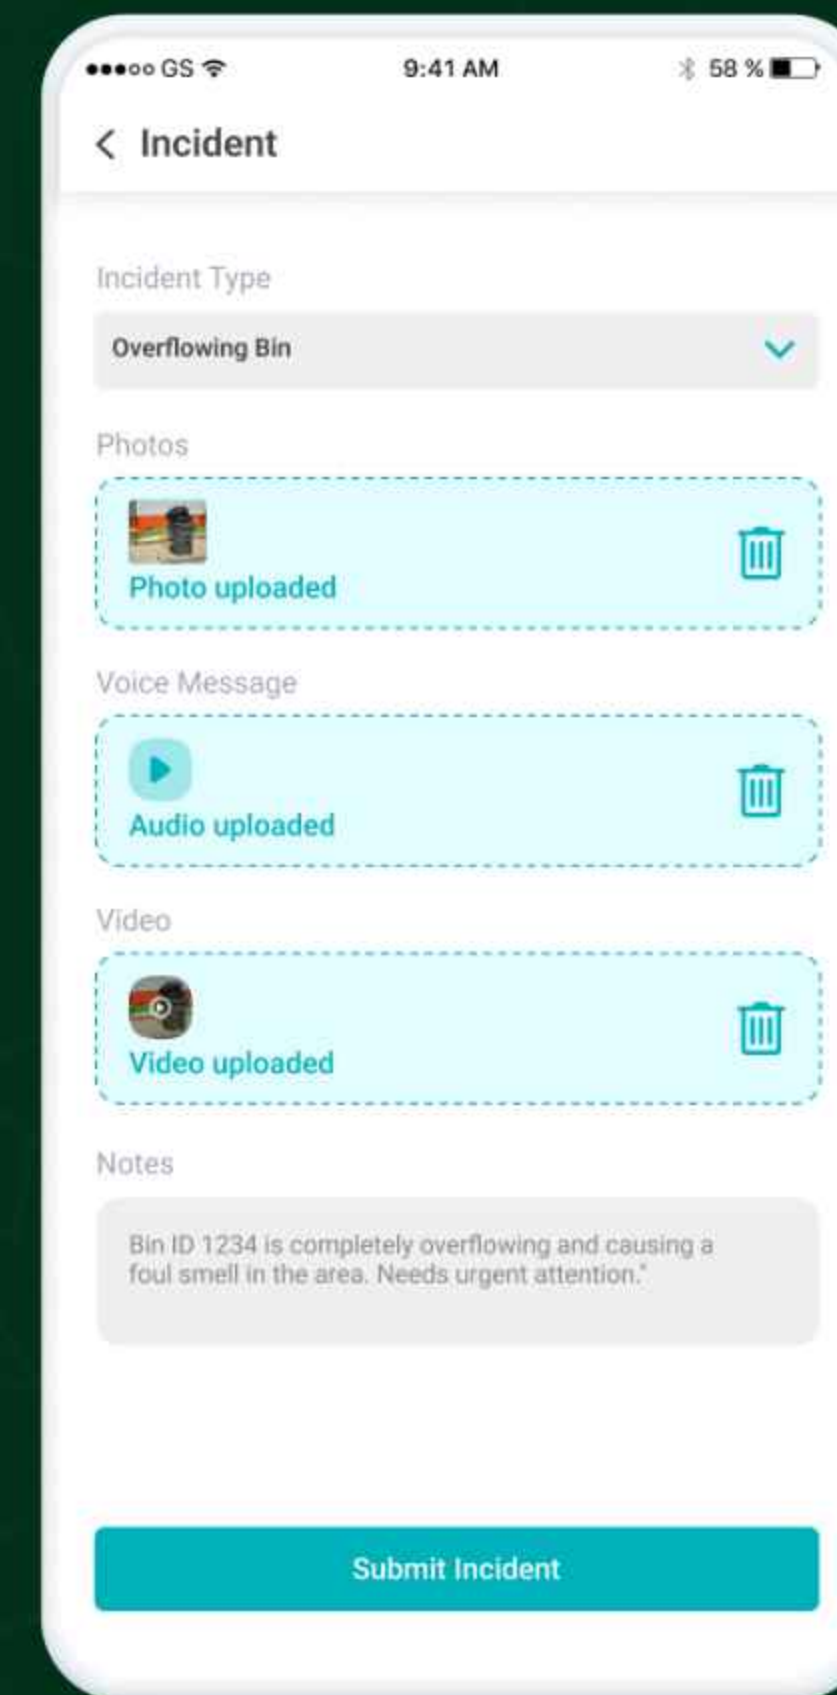 GS
9:41 AM
58 %
Incident
Incident Type
Overflowing Bin
Photos
Photo uploaded
Voice Message
Audio uploaded
Video
Video uploaded
Notes
Bin ID 1234 is completely overflowing and causing a
foul smell in the area. Needs urgent attention."
Submit Incident